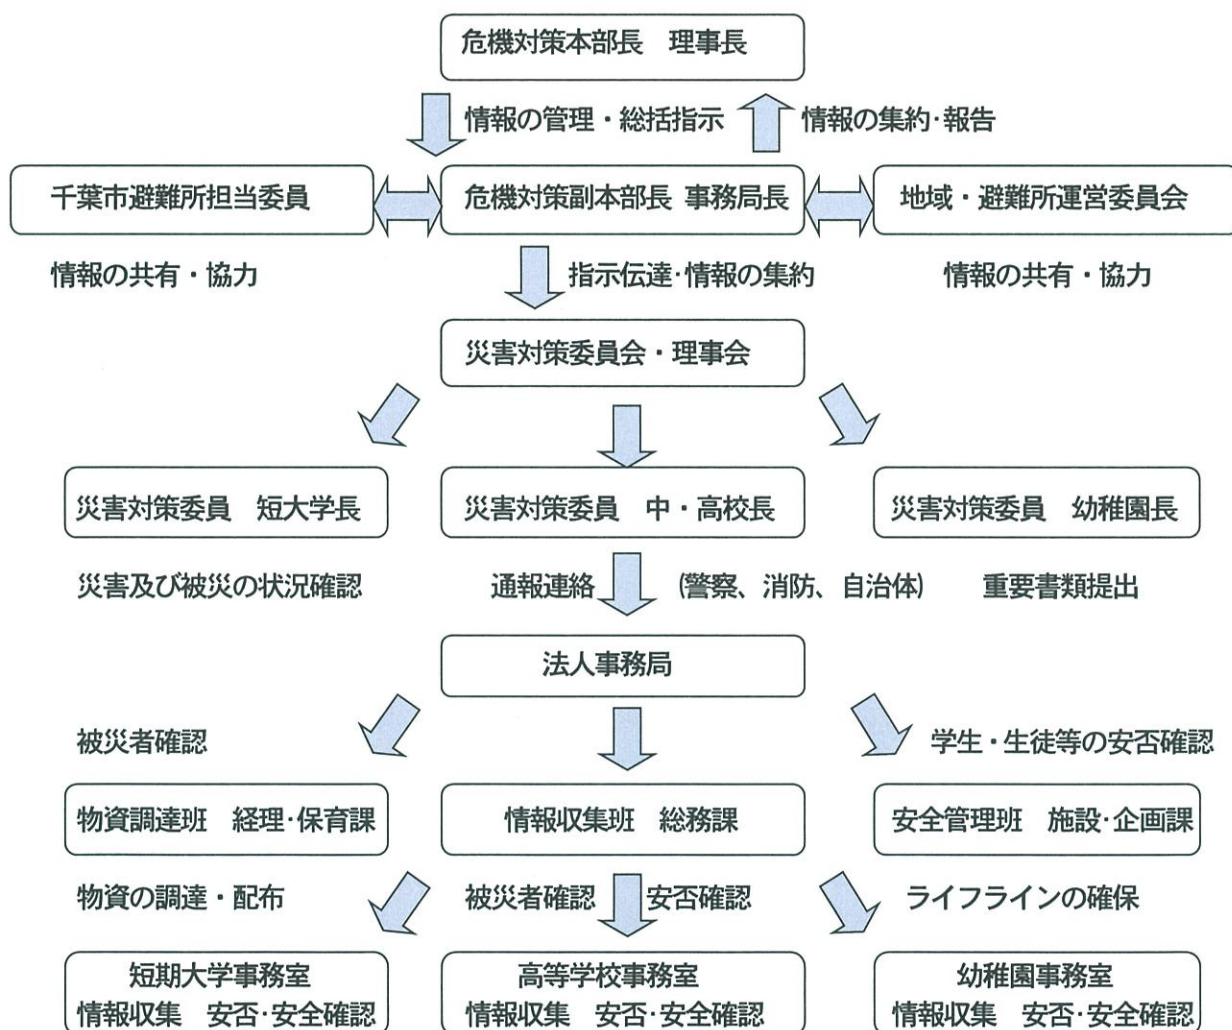 危機対策本部長　理事長
情報の管理・総括指示　情報の集約･報告
千葉市避難所担当委員　危機対策副本部長 事務局長　地域・避難所運営委員会
情報の共有・協力　指示伝達･情報の集約　情報の共有・協力
災害対策委員会・理事会
災害対策委員　短大学長　災害対策委員　中・高校長　災害対策委員　幼稚園長
災害及び被災の状況確認　通報連絡　(警察、消防、自治体)　重要書類提出
法人事務局
被災者確認　学生・生徒等の安否確認
物資調達班　経理･保育課　情報収集班　総務課　安全管理班　施設･企画課
物資の調達・配布　被災者確認　安否確認　ライフラインの確保
短期大学事務室　高等学校事務室　幼稚園事務室
情報収集　安否･安全確認　情報収集　安否･安全確認　情報収集　安否･安全確認